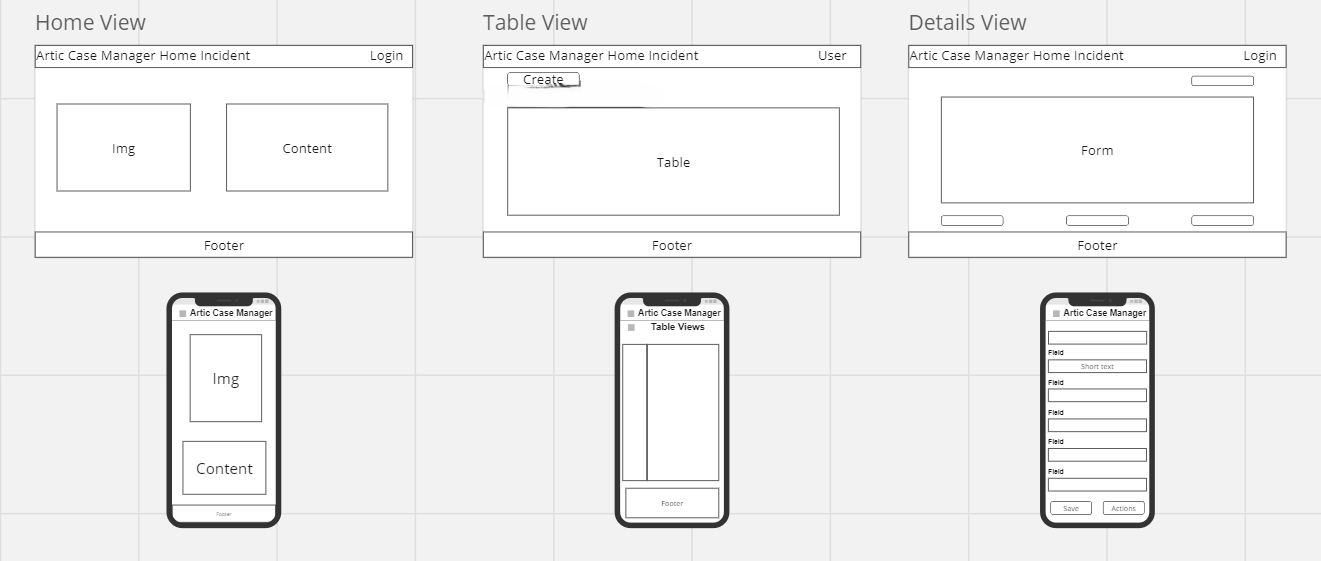 Home View
Artic Case Manager Home Incident Login
Img Content
Footer
Table View
Artic Case Manager Home Incident User
Create
Table
Footer
Details View
Artic Case Manager Home Incident Login
Form
Footer
Artic Case Manager
Img
Content
Footer
Artic Case Manager
Table Views
Footer
Artic Case Manager
Field
Short text
Field
Field
Field
Field
Save Actions